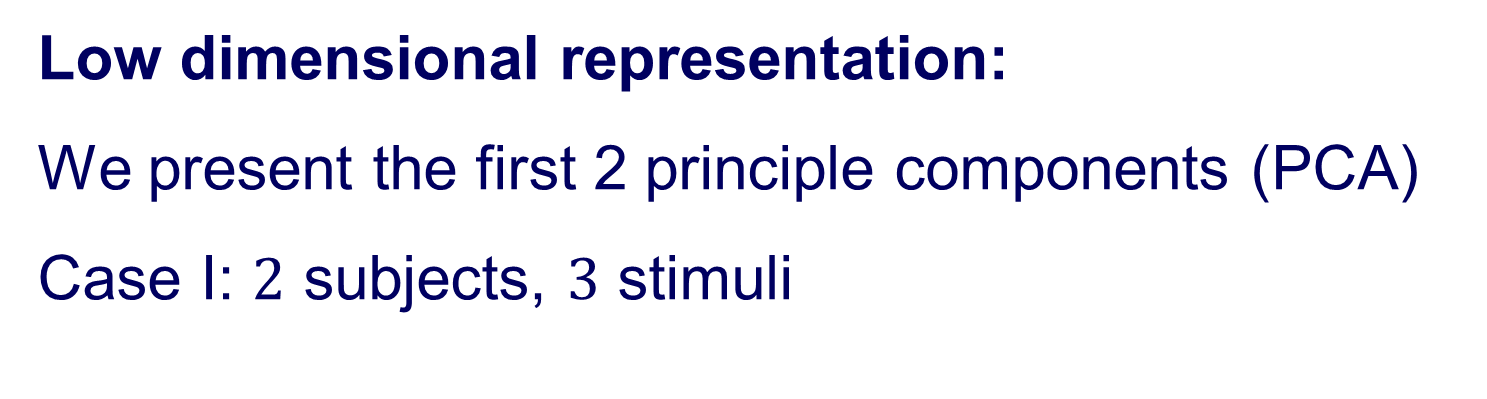 Low dimensional representation:
We present the first 2 principle components (PCA)
Case I: 2 subjects, 3 stimuli